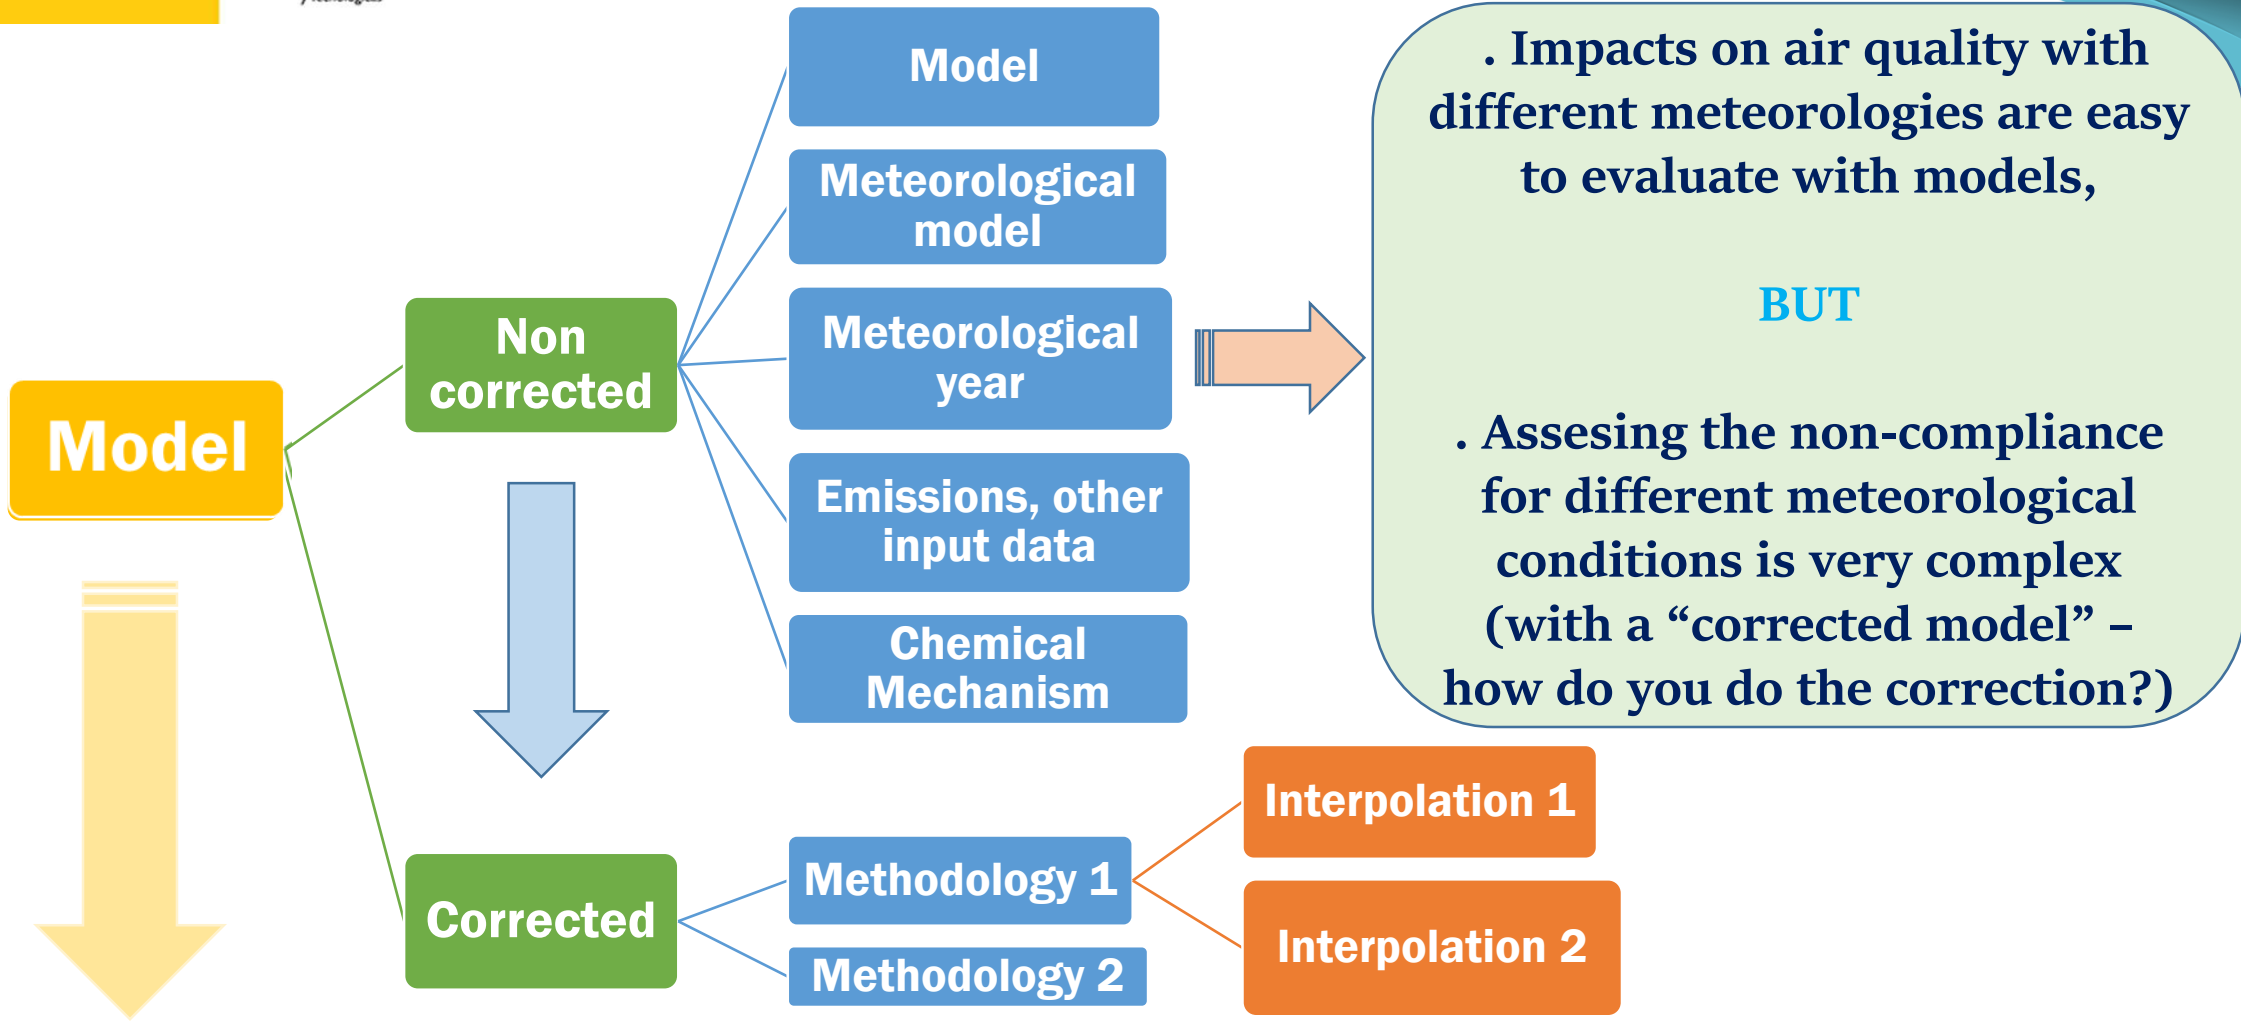 y Tecnológicas
Model
Non
corrected
Corrected
Model
Meteorological
model
Meteorological
year
Emissions, other
input data
Chemical
Mechanism
Methodology 1
Methodology 2
Interpolation 1
Interpolation 2
. Impacts on air quality with
different meteorologies are easy
to evaluate with models,
BUT
. Assesing the non-compliance
for different meteorological
conditions is very complex
(with a “corrected model” –
how do you do the correction?)